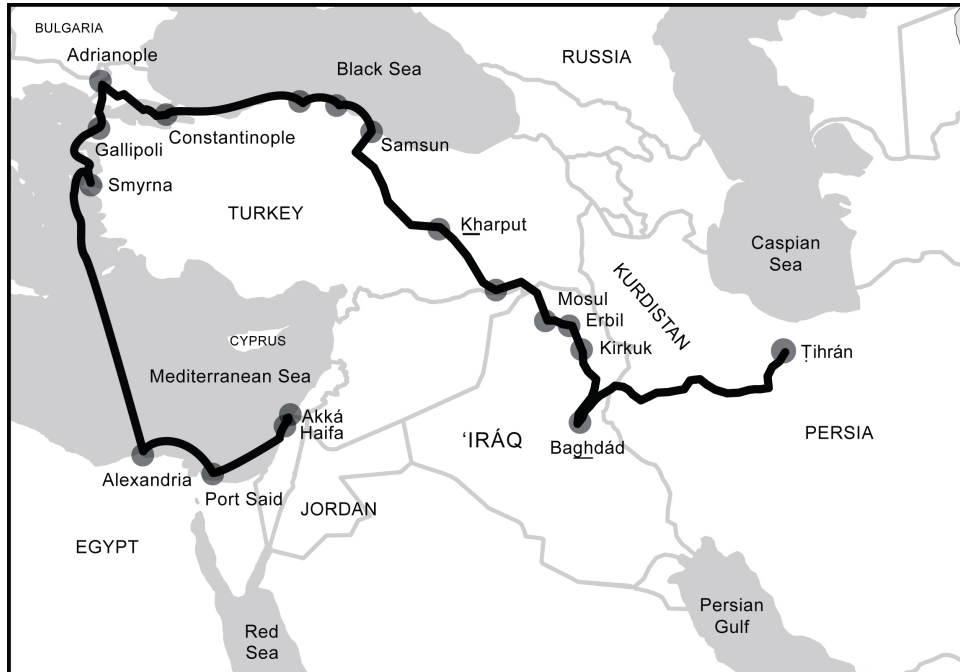 BULGARIA
Adrianople
Black Sea
RUSSIA
Constantinople
Gallipoli
Samsun
Smyrna
TURKEY
Kharput
Caspian
Sea
KURDISTAN
Mosul
Erbil
Kirkuk
Ṭihrán
CYPRUS
Mediterranean Sea
Akká
Haifa
‘IRÁQ
Baghdád
PERSIA
Alexandria
Port Said
JORDAN
EGYPT
Persian
Gulf
Red
Sea